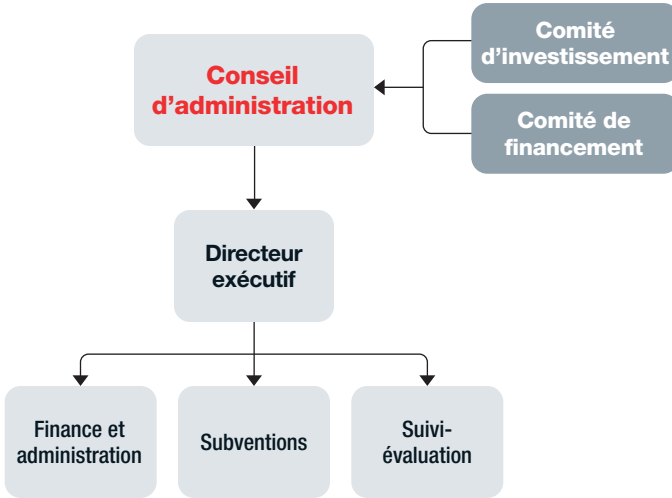 Conseil
d'administration
Comité
d'investissement
Comité de
financement
Directeur
exécutif
Finance et
administration
Subventions
Suivi-
évaluation